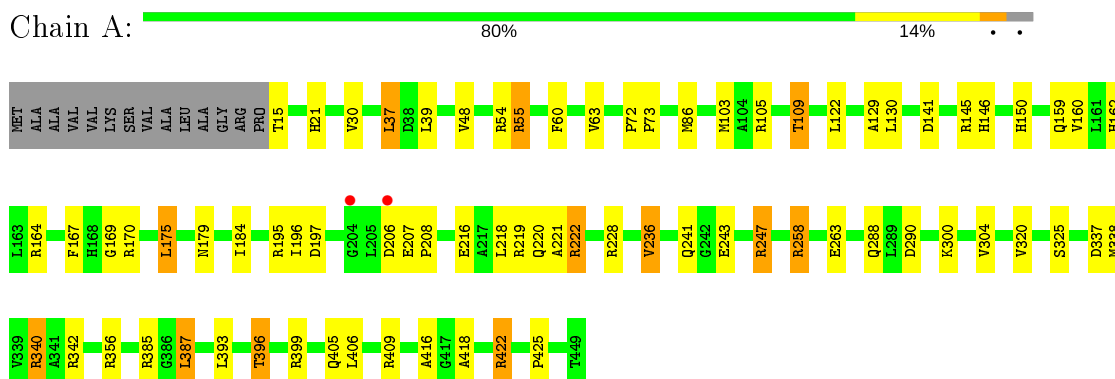 Chain A:
80% 14% • •
MET ALA ALA VAL VAL LYS SER VAL ALA LEU ALA GLY ARG PRO T15 H21 V30 L37 D38 L39 V48 R54 R55 F60 V63 P72 P73 M86 M103 A104 R105 T109 L122 A129 L130 D141 R145 H146 H150 Q159 V160 L161
L163 R164 F167 H168 G169 R170 L175 N179 I184 R195 I196 D197 G204 L205 D206 E207 P208 E216 A217 L218 R219 Q220 A221 R222 R228 V236 Q241 G242 E243 R247 R258 E263 Q288 L289 D290 K300 V304 V320 S325 D337
V339 R340 A341 R342 R356 R385 G386 L387 L393 T396 R399 Q405 L406 R409 A416 G417 A418 R422 P425 T449